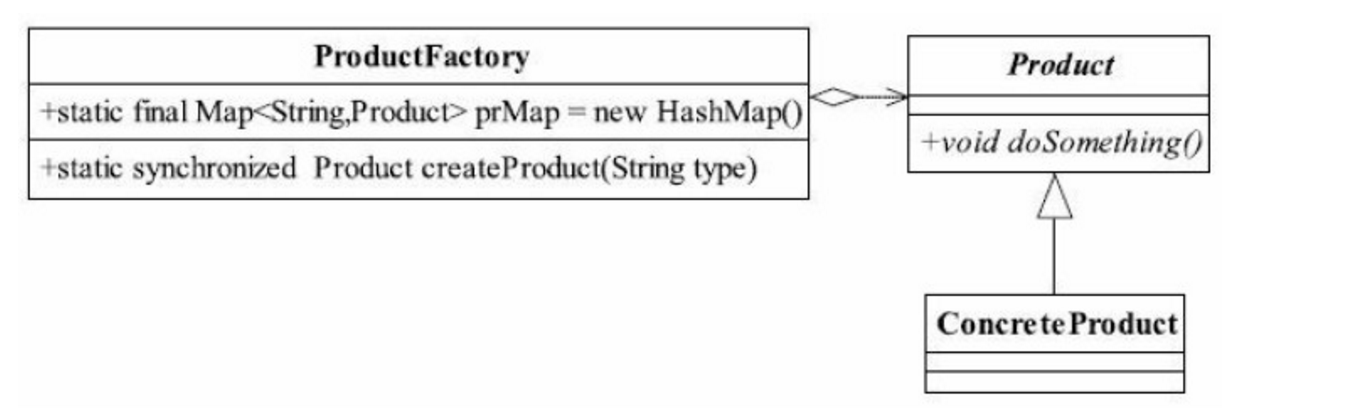 ProductFactory
+static final Map<String,Product> prMap = new HashMap()
+static synchronized Product createProduct(String type)
Product
+void doSomething()
ConcreteProduct